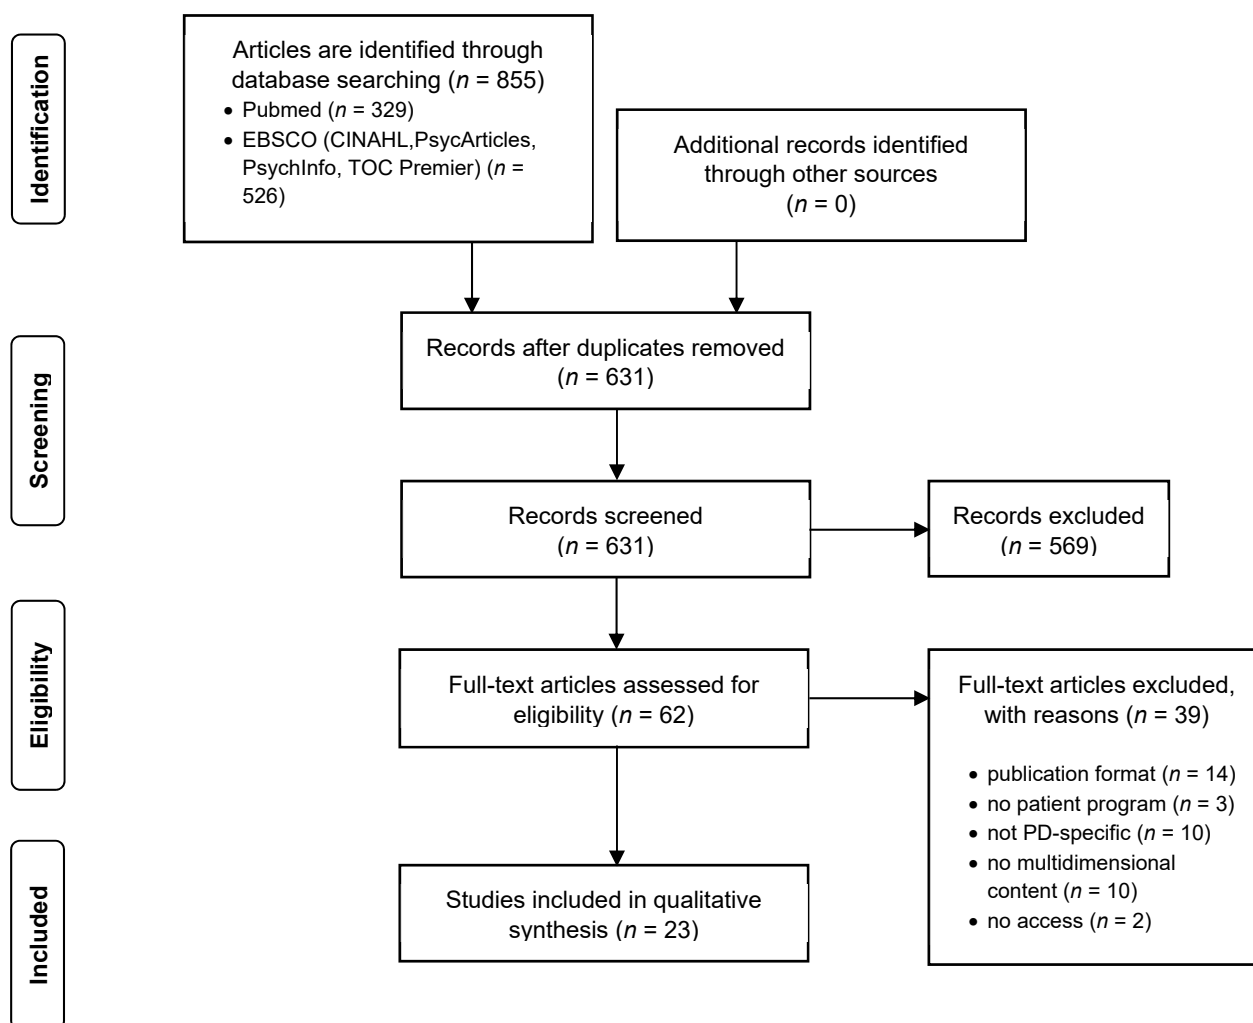 Identification
Articles are identified through
database searching (n = 855)
• Pubmed (n = 329)
• EBSCO (CINAHL,PsycArticles,
PsychInfo, TOC Premier) (n =
526)
Additional records identified
through other sources
(n = 0)
Screening
Records after duplicates removed
(n = 631)
Records screened
(n = 631)
Records excluded
(n = 569)
Eligibility
Full-text articles assessed for
eligibility (n = 62)
Full-text articles excluded,
with reasons (n = 39)
• publication format (n = 14)
• no patient program (n = 3)
• not PD-specific (n = 10)
• no multidimensional
content (n = 10)
• no access (n = 2)
Included
Studies included in qualitative
synthesis (n = 23)